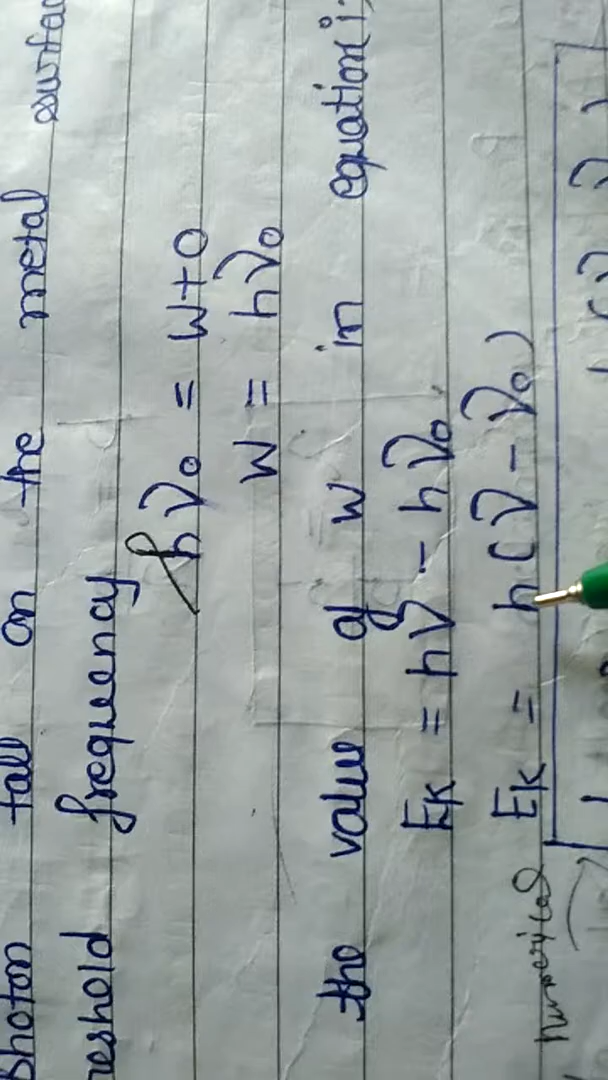 Photon fall on the metal surfac
reshold frequency
hν₀ = W+0
W = hν₀
the value of W in equation i
Eₖ = hν - hν₀
Eₖ = h(ν - ν₀)
Numerical